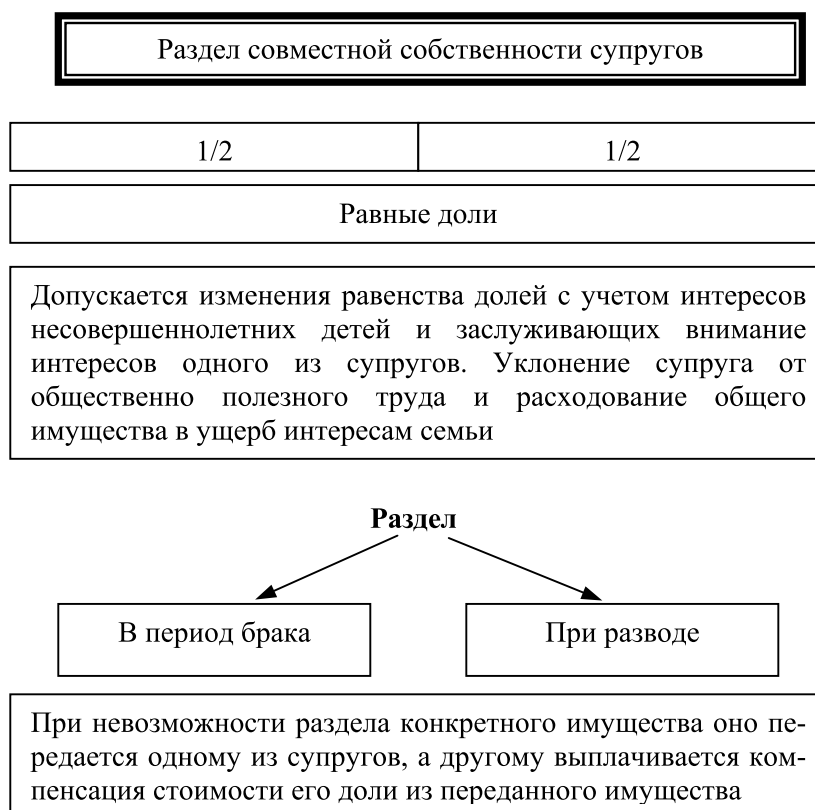 Раздел совместной собственности супругов
1/2 1/2
Равные доли
Допускается изменения равенства долей с учетом интересов
несовершеннолетних детей и заслуживающих внимание
интересов одного из супругов. Уклонение супруга от
общественно полезного труда и расходование общего
имущества в ущерб интересам семьи
Раздел
В период брака При разводе
При невозможности раздела конкретного имущества оно пе-
редается одному из супругов, а другому выплачивается ком-
пенсация стоимости его доли из переданного имущества